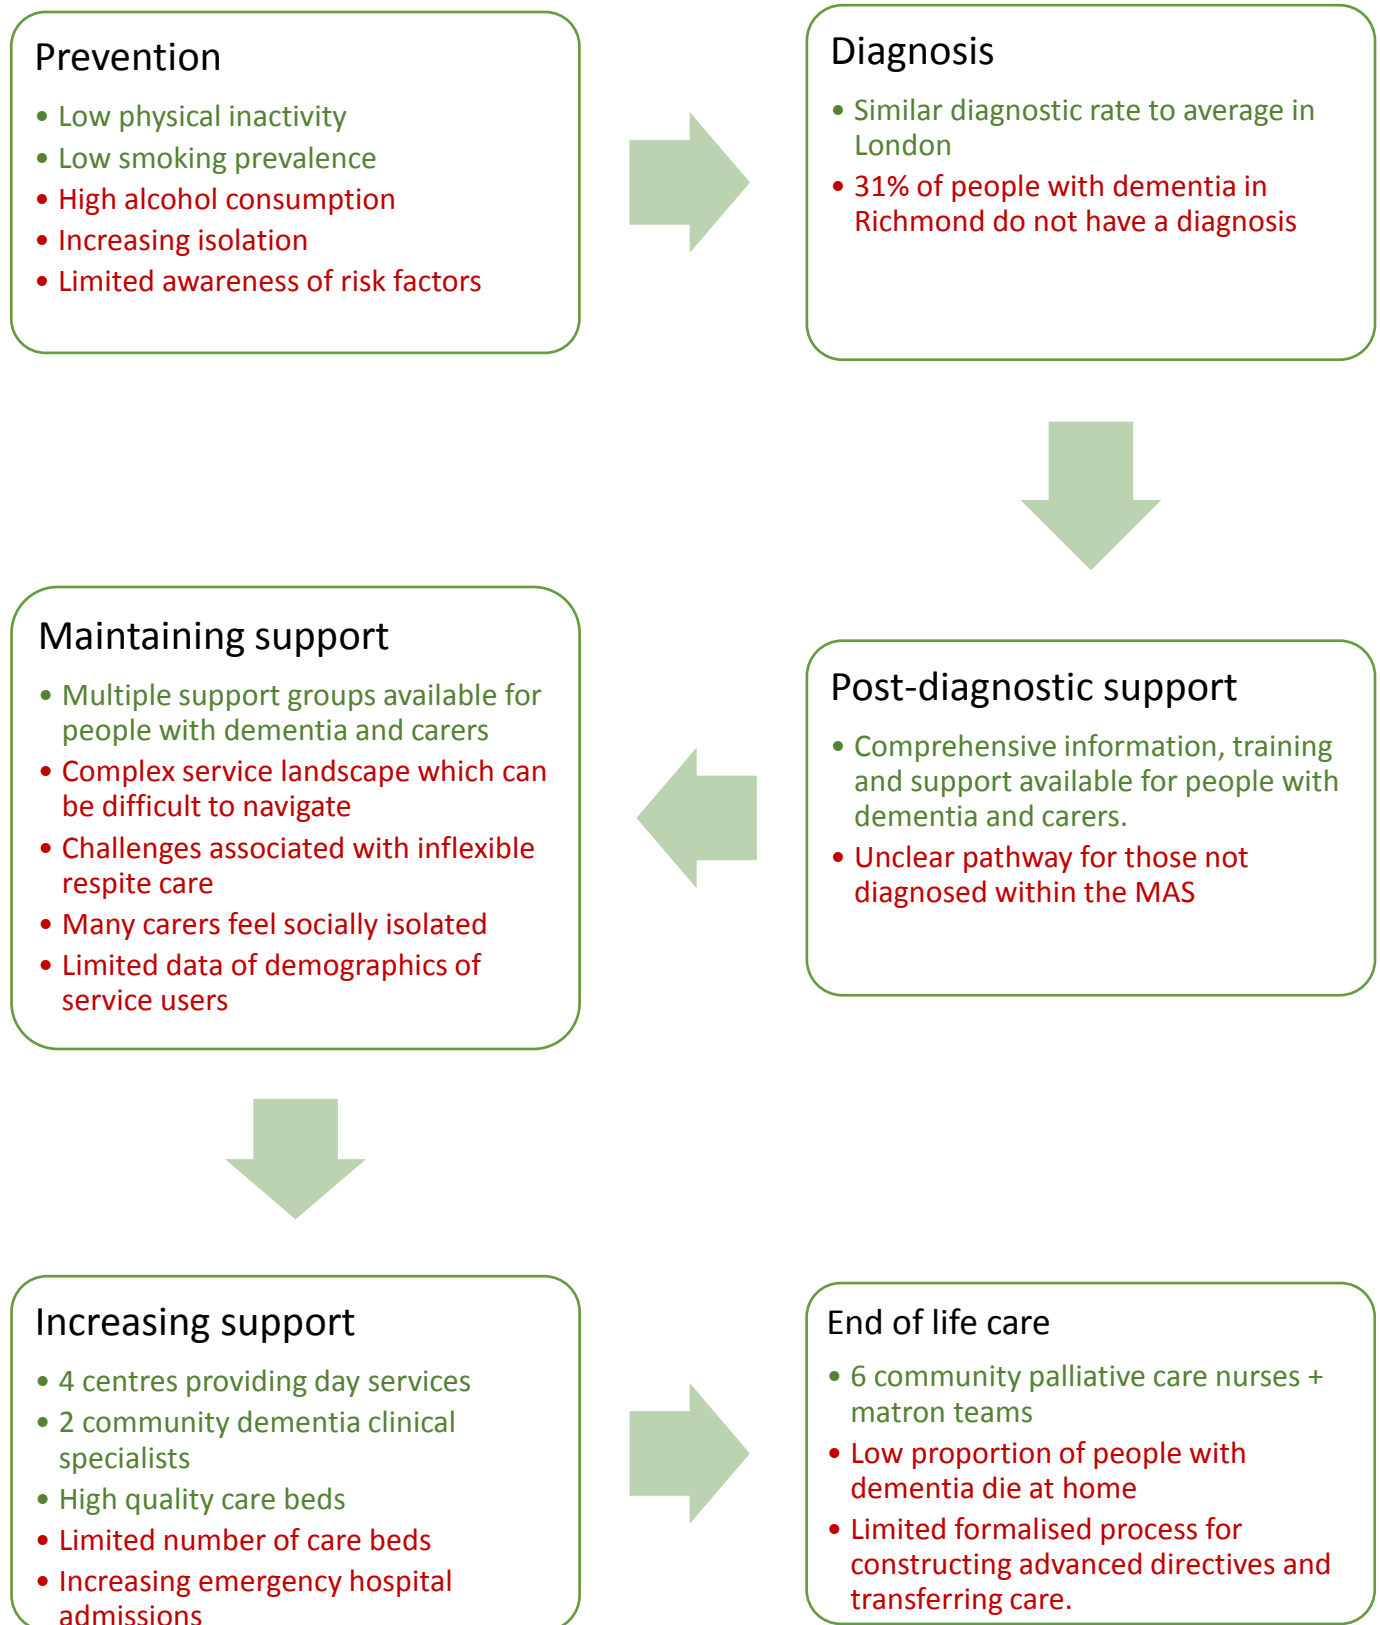 Prevention
• Low physical inactivity
• Low smoking prevalence
• High alcohol consumption
• Increasing isolation
• Limited awareness of risk factors
Diagnosis
• Similar diagnostic rate to average in
London
• 31% of people with dementia in
Richmond do not have a diagnosis
Post-diagnostic support
• Comprehensive information, training
and support available for people with
dementia and carers.
• Unclear pathway for those not
diagnosed within the MAS
Maintaining support
• Multiple support groups available for
people with dementia and carers
• Complex service landscape which can
be difficult to navigate
• Challenges associated with inflexible
respite care
• Many carers feel socially isolated
• Limited data of demographics of
service users
Increasing support
• 4 centres providing day services
• 2 community dementia clinical
specialists
• High quality care beds
• Limited number of care beds
• Increasing emergency hospital
admissions
End of life care
• 6 community palliative care nurses +
matron teams
• Low proportion of people with
dementia die at home
• Limited formalised process for
constructing advanced directives and
transferring care.